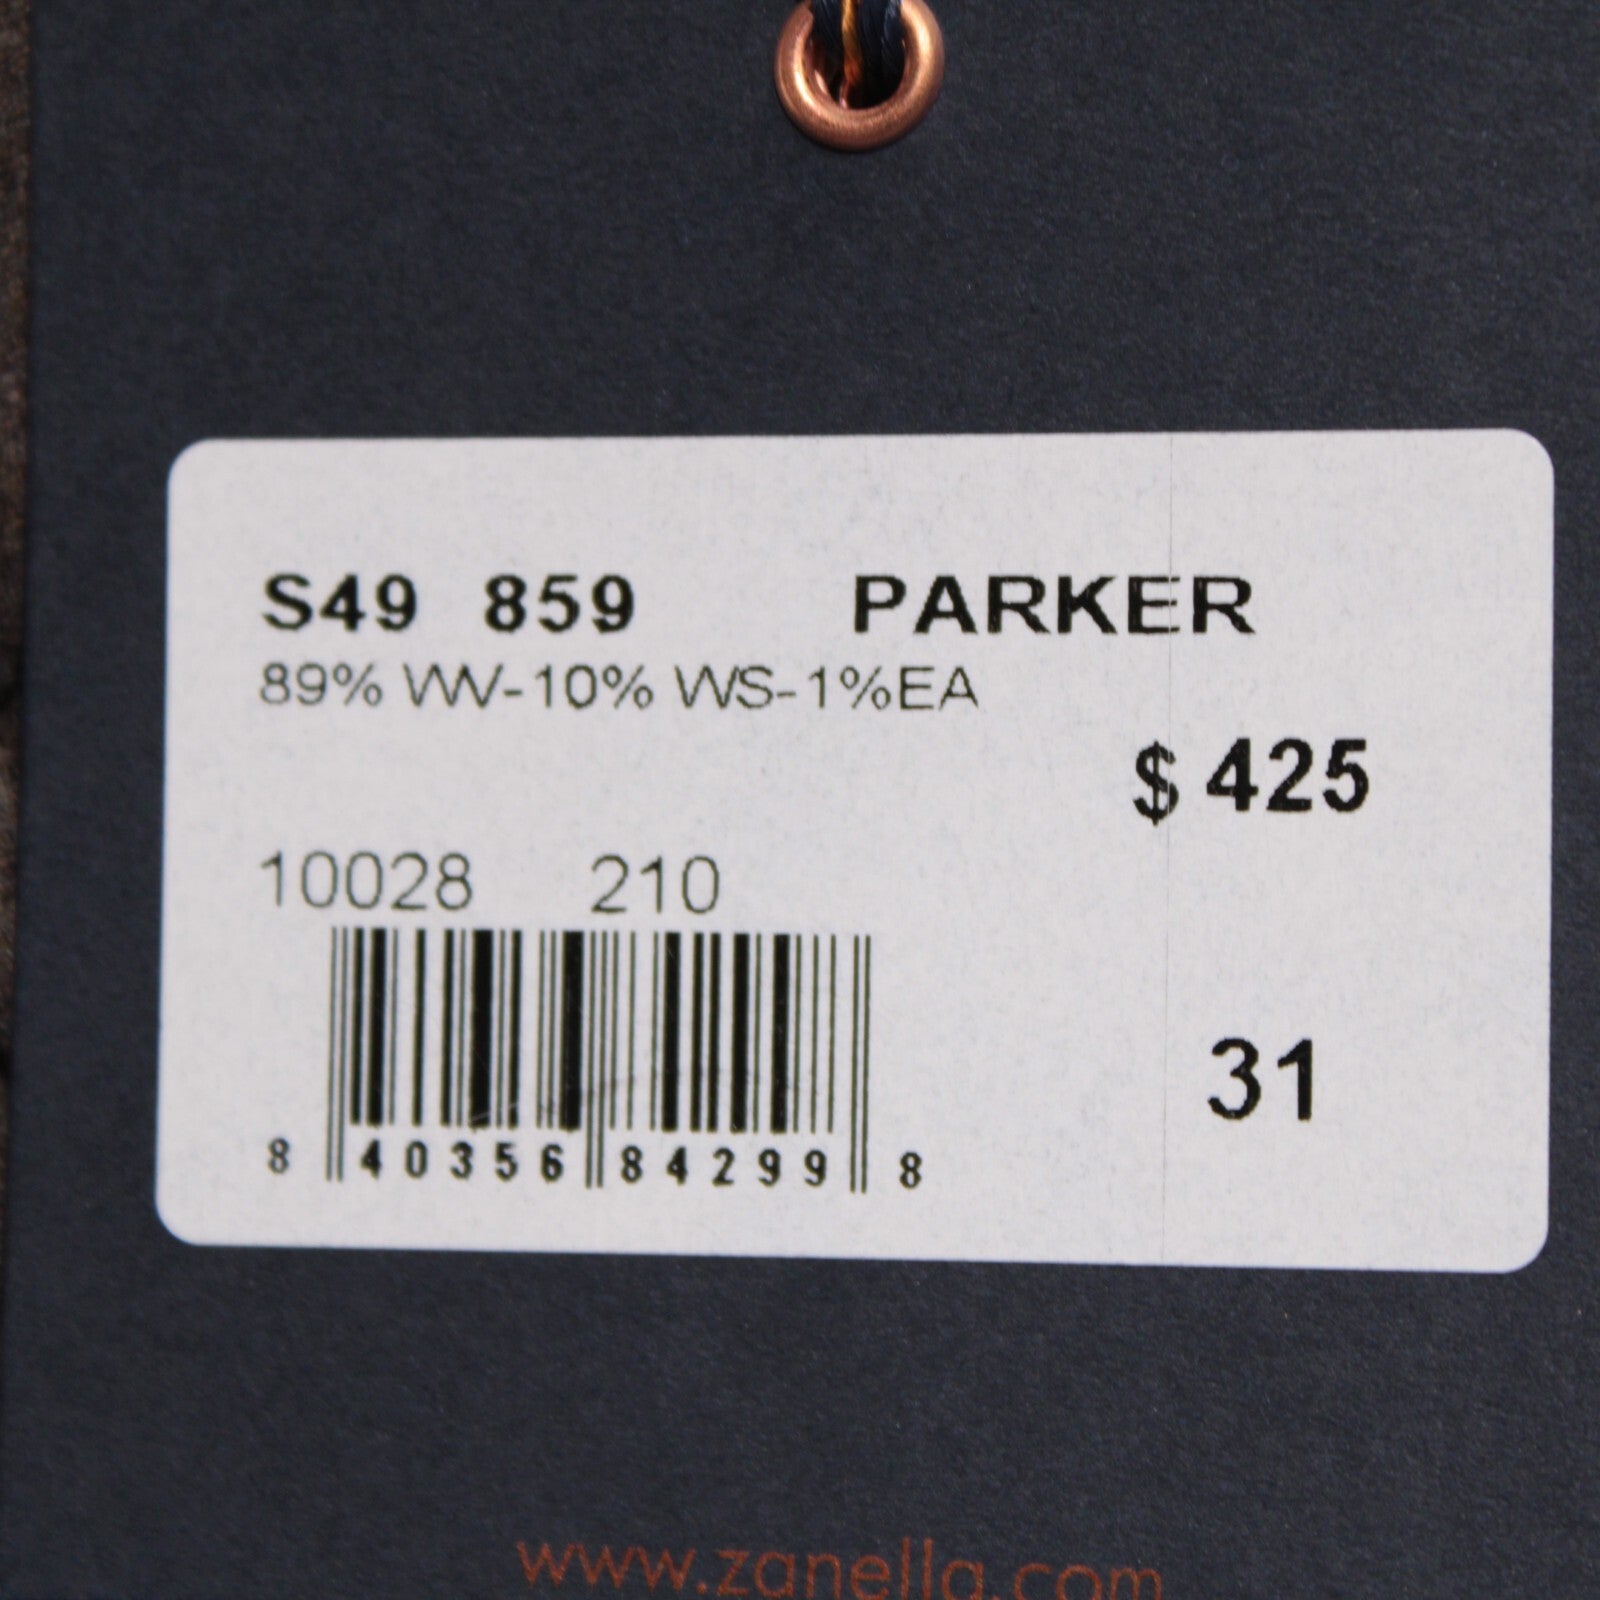 S49 859 PARKER
89% WV-10% WS-1%EA
$ 425
10028 210
31
8 40356 84299 8
www.zanella.com